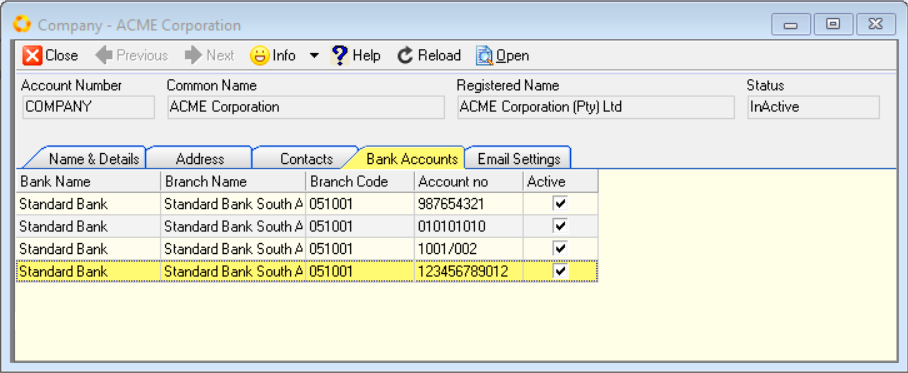 Company - ACME Corporation
Close Previous Next Info Help Reload Open
Account Number Common Name Registered Name Status
COMPANY ACME Corporation ACME Corporation (Pty) Ltd InActive
Name & Details Address Contacts Bank Accounts Email Settings
Bank Name Branch Name Branch Code Account no Active
Standard Bank Standard Bank South A 051001 987654321
Standard Bank Standard Bank South A 051001 010101010
Standard Bank Standard Bank South A 051001 1001/002
Standard Bank Standard Bank South A 051001 123456789012